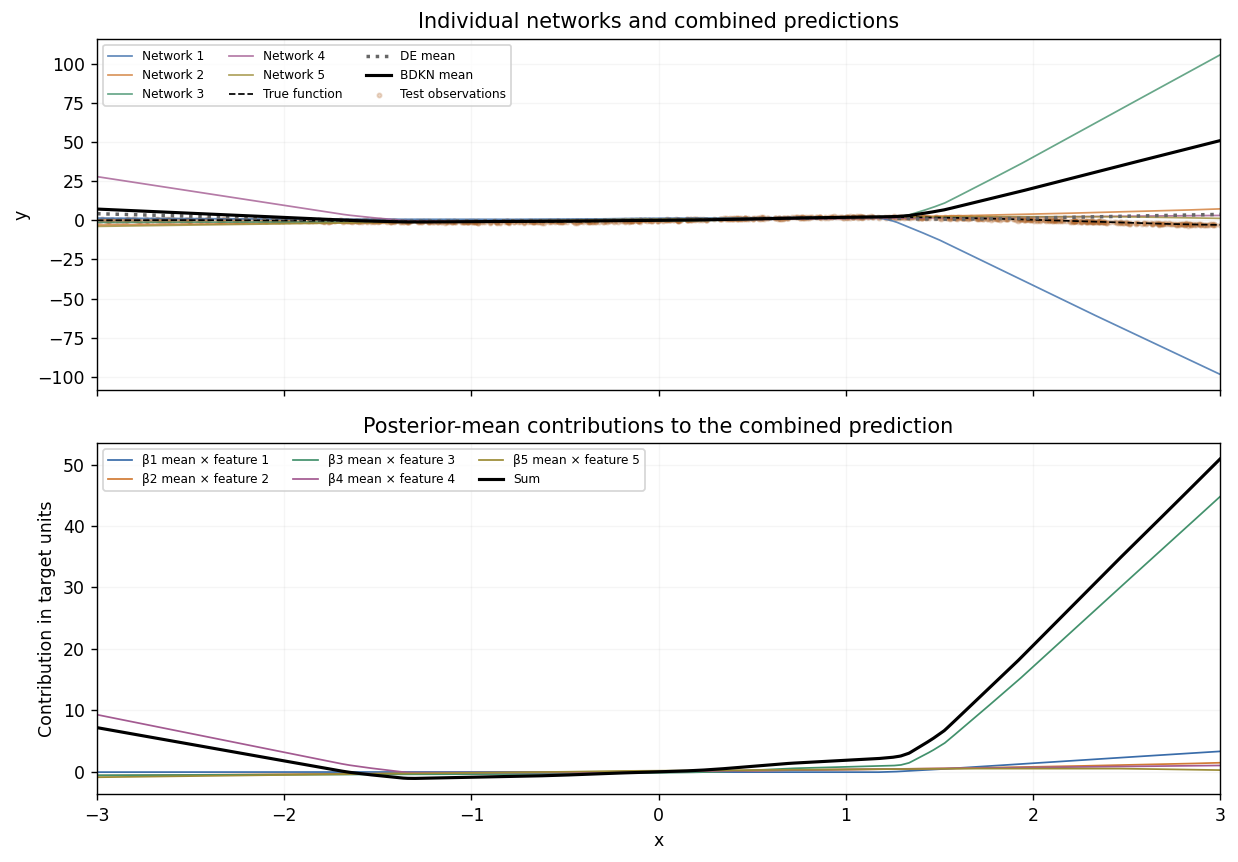 Individual networks and combined predictions
100
75
50
25
0
−25
−50
−75
−100
y
Network 1
Network 2
Network 3
Network 4
Network 5
True function
DE mean
BDKN mean
Test observations
Posterior-mean contributions to the combined prediction
50
40
30
20
10
0
Contribution in target units
β1 mean × feature 1
β2 mean × feature 2
β3 mean × feature 3
β4 mean × feature 4
β5 mean × feature 5
Sum
−3
−2
−1
0
1
2
3
x